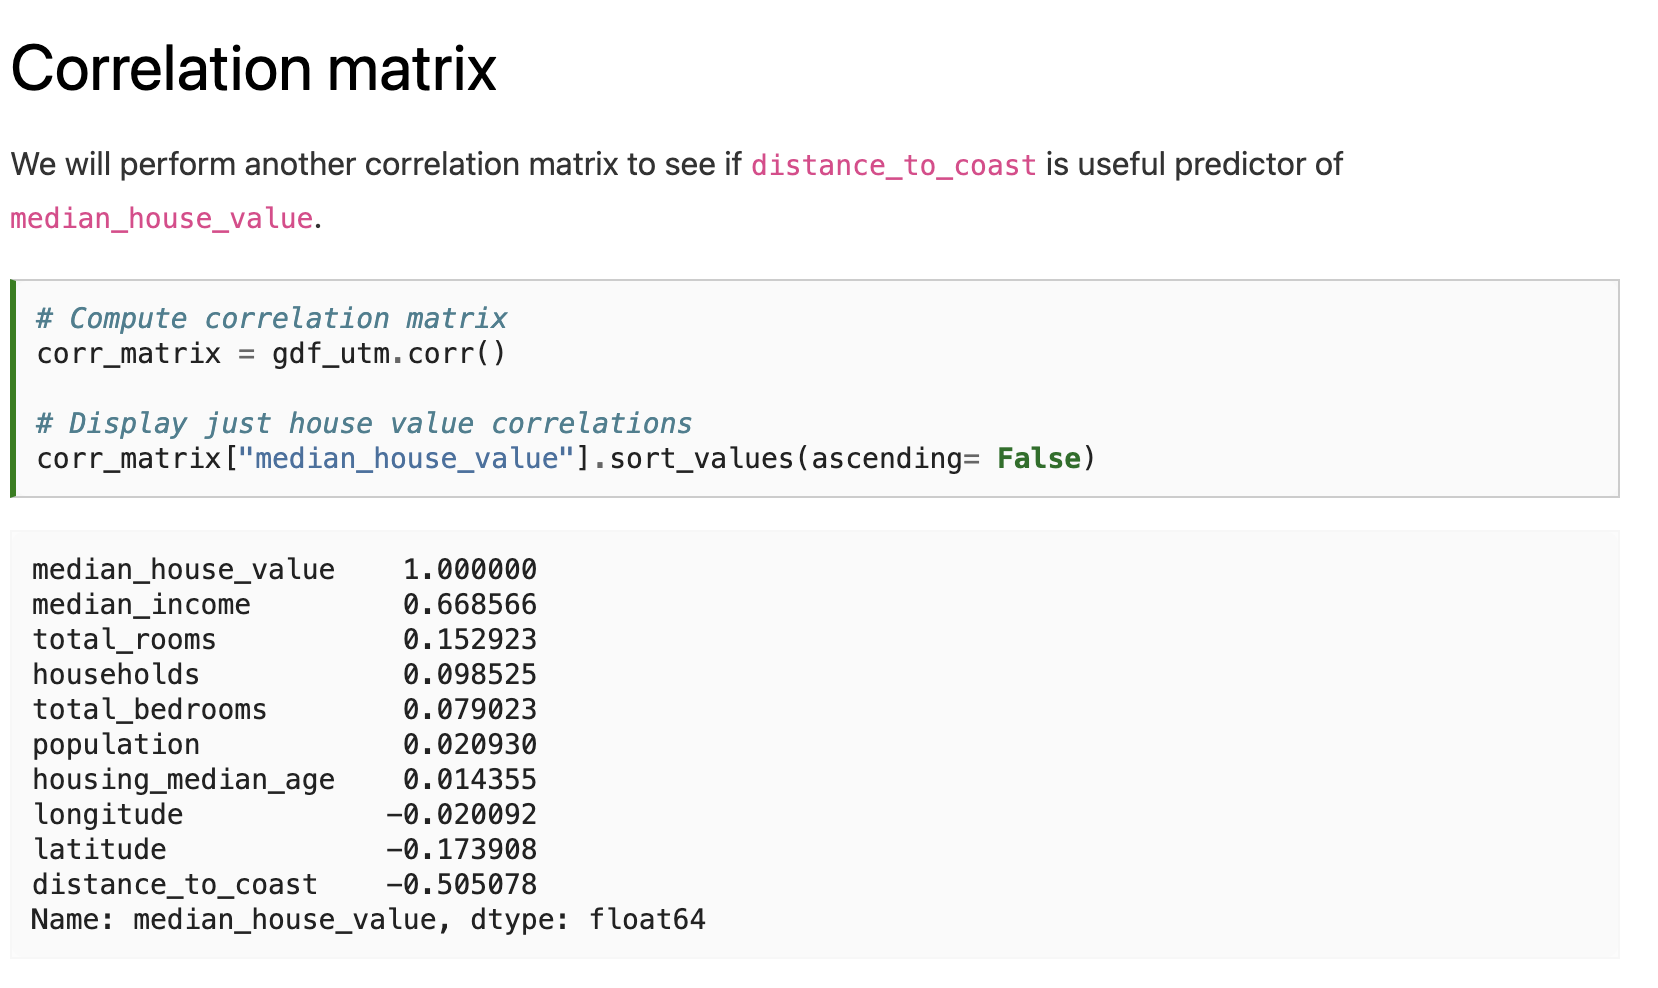 Correlation matrix
We will perform another correlation matrix to see if distance_to_coast is useful predictor of
median_house_value.
# Compute correlation matrix
corr_matrix = gdf_utm.corr()
# Display just house value correlations
corr_matrix["median_house_value"].sort_values(ascending= False)
median_house_value    1.000000
median_income         0.668566
total_rooms           0.152923
households            0.098525
total_bedrooms        0.079023
population            0.020930
housing_median_age    0.014355
longitude            -0.020092
latitude             -0.173908
distance_to_coast    -0.505078
Name: median_house_value, dtype: float64